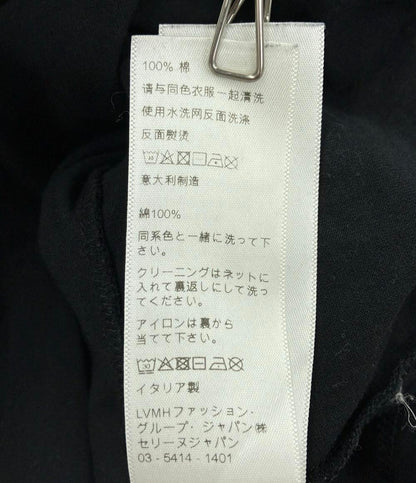 100% 棉
请与同色衣服一起清洗
使用水洗网反面洗涤
反面熨烫
意大利制造
綿100%
同系色と一緒に洗って下
さい。
クリーニングはネットに
入れて裏返しにして洗っ
てください。
アイロンは裏から
当てて下さい。
イタリア製
LVMHファッション・
グループ・ジャパン㈱
セリーヌジャパン
03 - 5414 - 1401